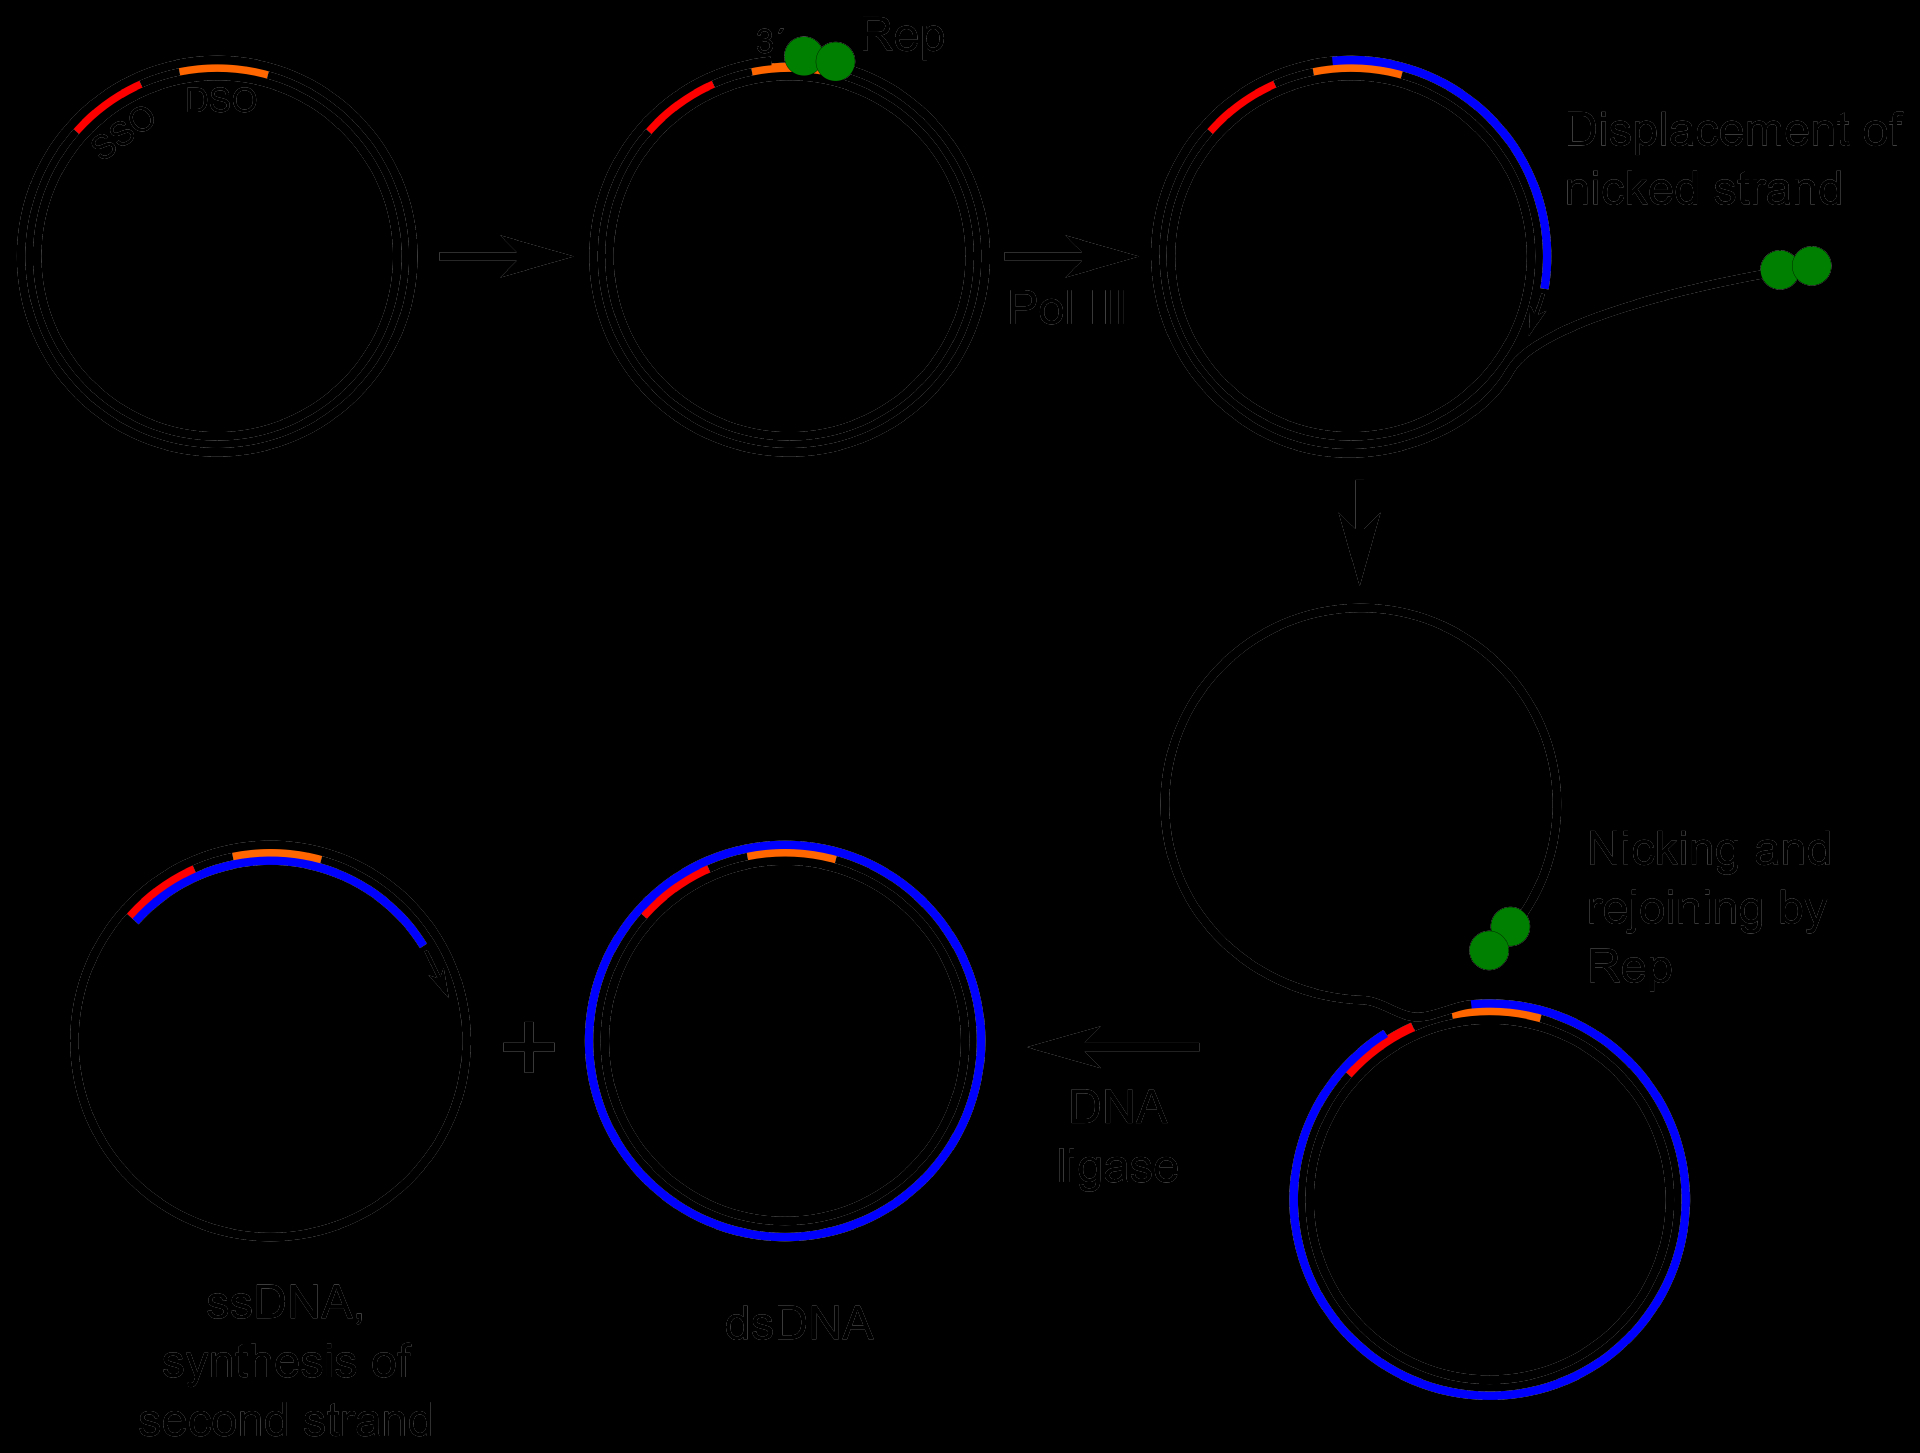 SSO
DSO
3´
Rep
Pol III
Displacement of
nicked strand
Nicking and
rejoining by
Rep
DNA
ligase
+
dsDNA
ssDNA,
synthesis of
second strand